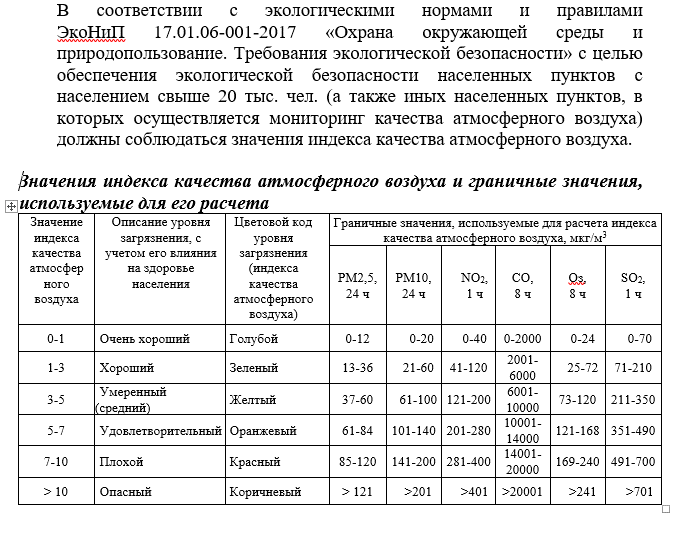 В соответствии с экологическими нормами и правилами
ЭкоНиП 17.01.06-001-2017 «Охрана окружающей среды и
природопользование. Требования экологической безопасности» с целью
обеспечения экологической безопасности населенных пунктов с
населением свыше 20 тыс. чел. (а также иных населенных пунктов, в
которых осуществляется мониторинг качества атмосферного воздуха)
должны соблюдаться значения индекса качества атмосферного воздуха.
Значения индекса качества атмосферного воздуха и граничные значения,
используемые для его расчета
Значение
индекса
качества
атмосфер
ного
воздуха
Описание уровня
загрязнения, с
учетом его влияния
на здоровье
населения
Цветовой код
уровня
загрязнения
(индекса
качества
атмосферного
воздуха)
Граничные значения, используемые для расчета индекса
качества атмосферного воздуха, мкг/м³
PM2,5,
24 ч
PM10,
24 ч
NO₂,
1 ч
CO,
8 ч
Оз,
8 ч
SO₂,
1 ч
0-1 Очень хороший Голубой 0-12 0-20 0-40 0-2000 0-24 0-70
1-3 Хороший Зеленый 13-36 21-60 41-120 2001-
6000 25-72 71-210
3-5 Умеренный
(средний) Желтый 37-60 61-100 121-200 6001-
10000 73-120 211-350
5-7 Удовлетворительный Оранжевый 61-84 101-140 201-280 10001-
14000 121-168 351-490
7-10 Плохой Красный 85-120 141-200 281-400 14001-
20000 169-240 491-700
> 10 Опасный Коричневый > 121 >201 >401 >20001 >241 >701